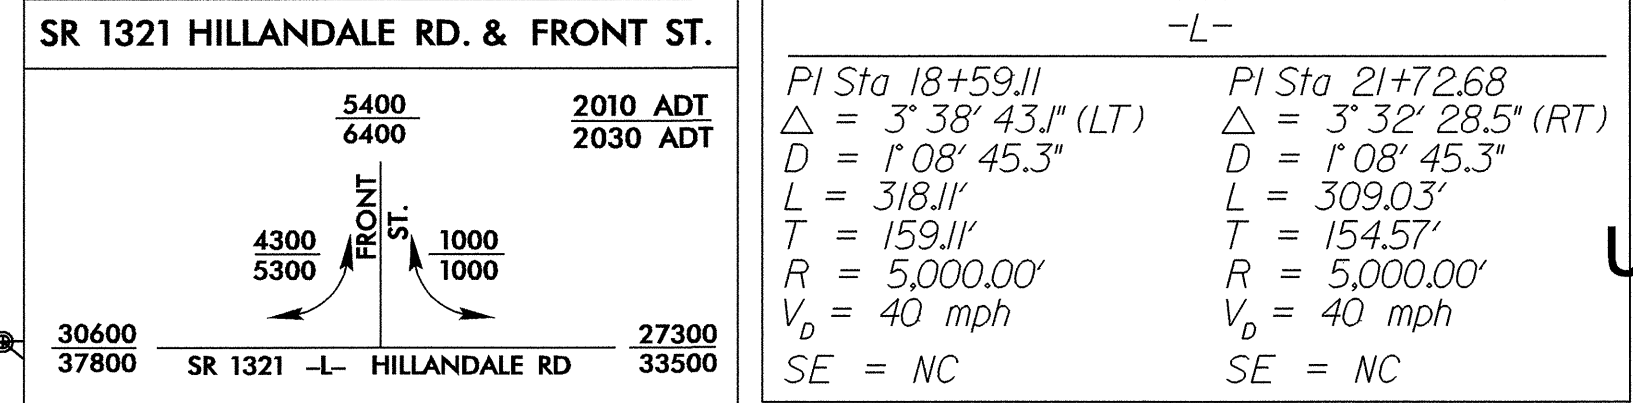 SR 1321 HILLANDALE RD. & FRONT ST.
5400
6400
2010 ADT
2030 ADT
FRONT
ST.
4300
5300
1000
1000
30600
37800
27300
33500
SR 1321 -L- HILLANDALE RD
-L-
PI Sta 18+59.11
△ = 3° 38' 43.1" (LT)
D = 1° 08' 45.3"
L = 318.11'
T = 159.11'
R = 5,000.00'
VD = 40 mph
SE = NC
PI Sta 21+72.68
△ = 3° 32' 28.5" (RT)
D = 1° 08' 45.3"
L = 309.03'
T = 154.57'
R = 5,000.00'
VD = 40 mph
SE = NC